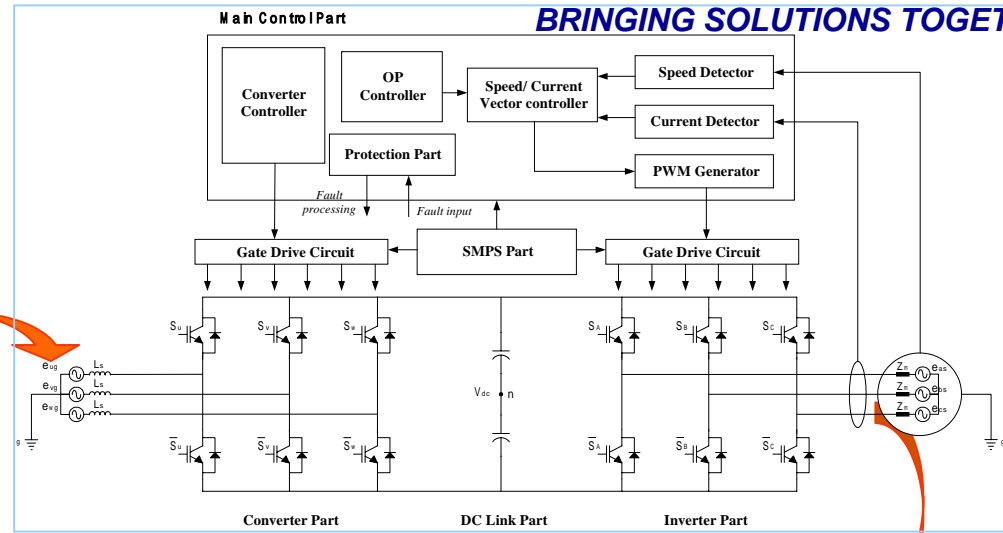 Main Control Part
BRINGING SOLUTIONS TOGET
Converter
Controller
OP
Controller
Speed/ Current
Vector controller
Speed Detector
Current Detector
Protection Part
PWM Generator
Fault
processing
Fault input
Gate Drive Circuit
SMPS Part
Gate Drive Circuit
Su
Sv
Sw
SA
SB
SC
eug
Ls
evg
Ls
ewg
Ls
g
Vdc
n
Zm
eas
Zm
ebs
Zm
ecs
g
S̅u
S̅v
S̅w
S̅A
S̅B
S̅C
Converter Part
DC Link Part
Inverter Part